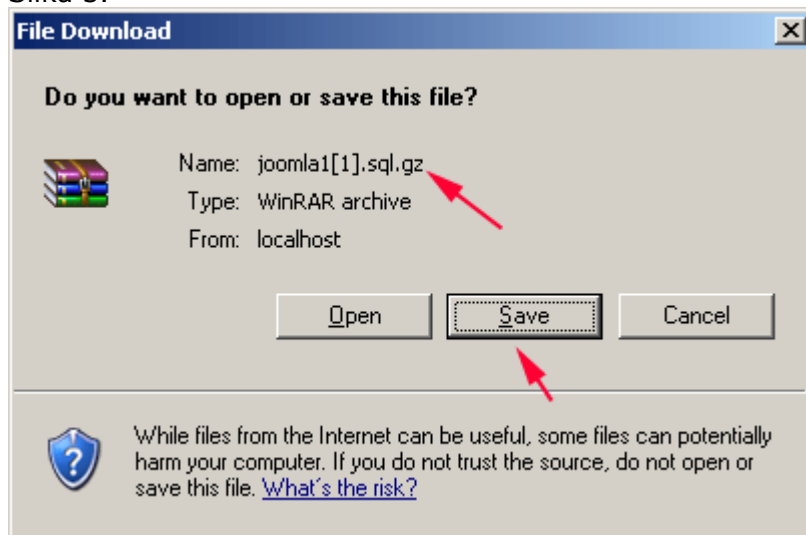 File Download
Do you want to open or save this file?
Name: joomla1[1].sql.gz
Type: WinRAR archive
From: localhost
Open Save Cancel
While files from the Internet can be useful, some files can potentially
harm your computer. If you do not trust the source, do not open or
save this file. What's the risk?